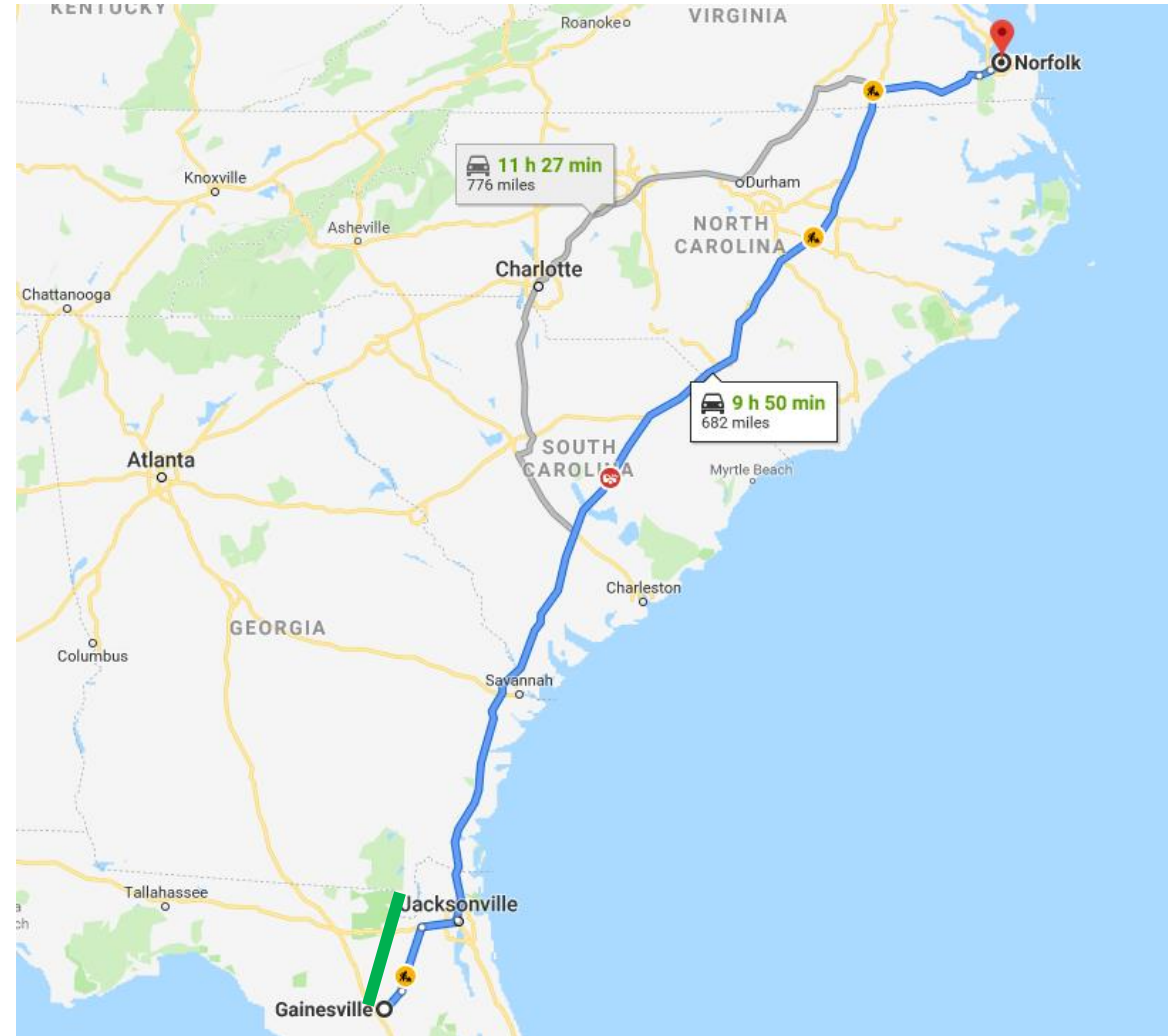 KENTUCKY
Roanoke
VIRGINIA
Norfolk
11 h 27 min
776 miles
Knoxville
Durham
Asheville
NORTH
CAROLINA
Charlotte
Chattanooga
9 h 50 min
682 miles
SOUTH
CAROLINA
Atlanta
Myrtle Beach
Charleston
GEORGIA
Columbus
Savannah
Tallahassee
Jacksonville
ch
Gainesville